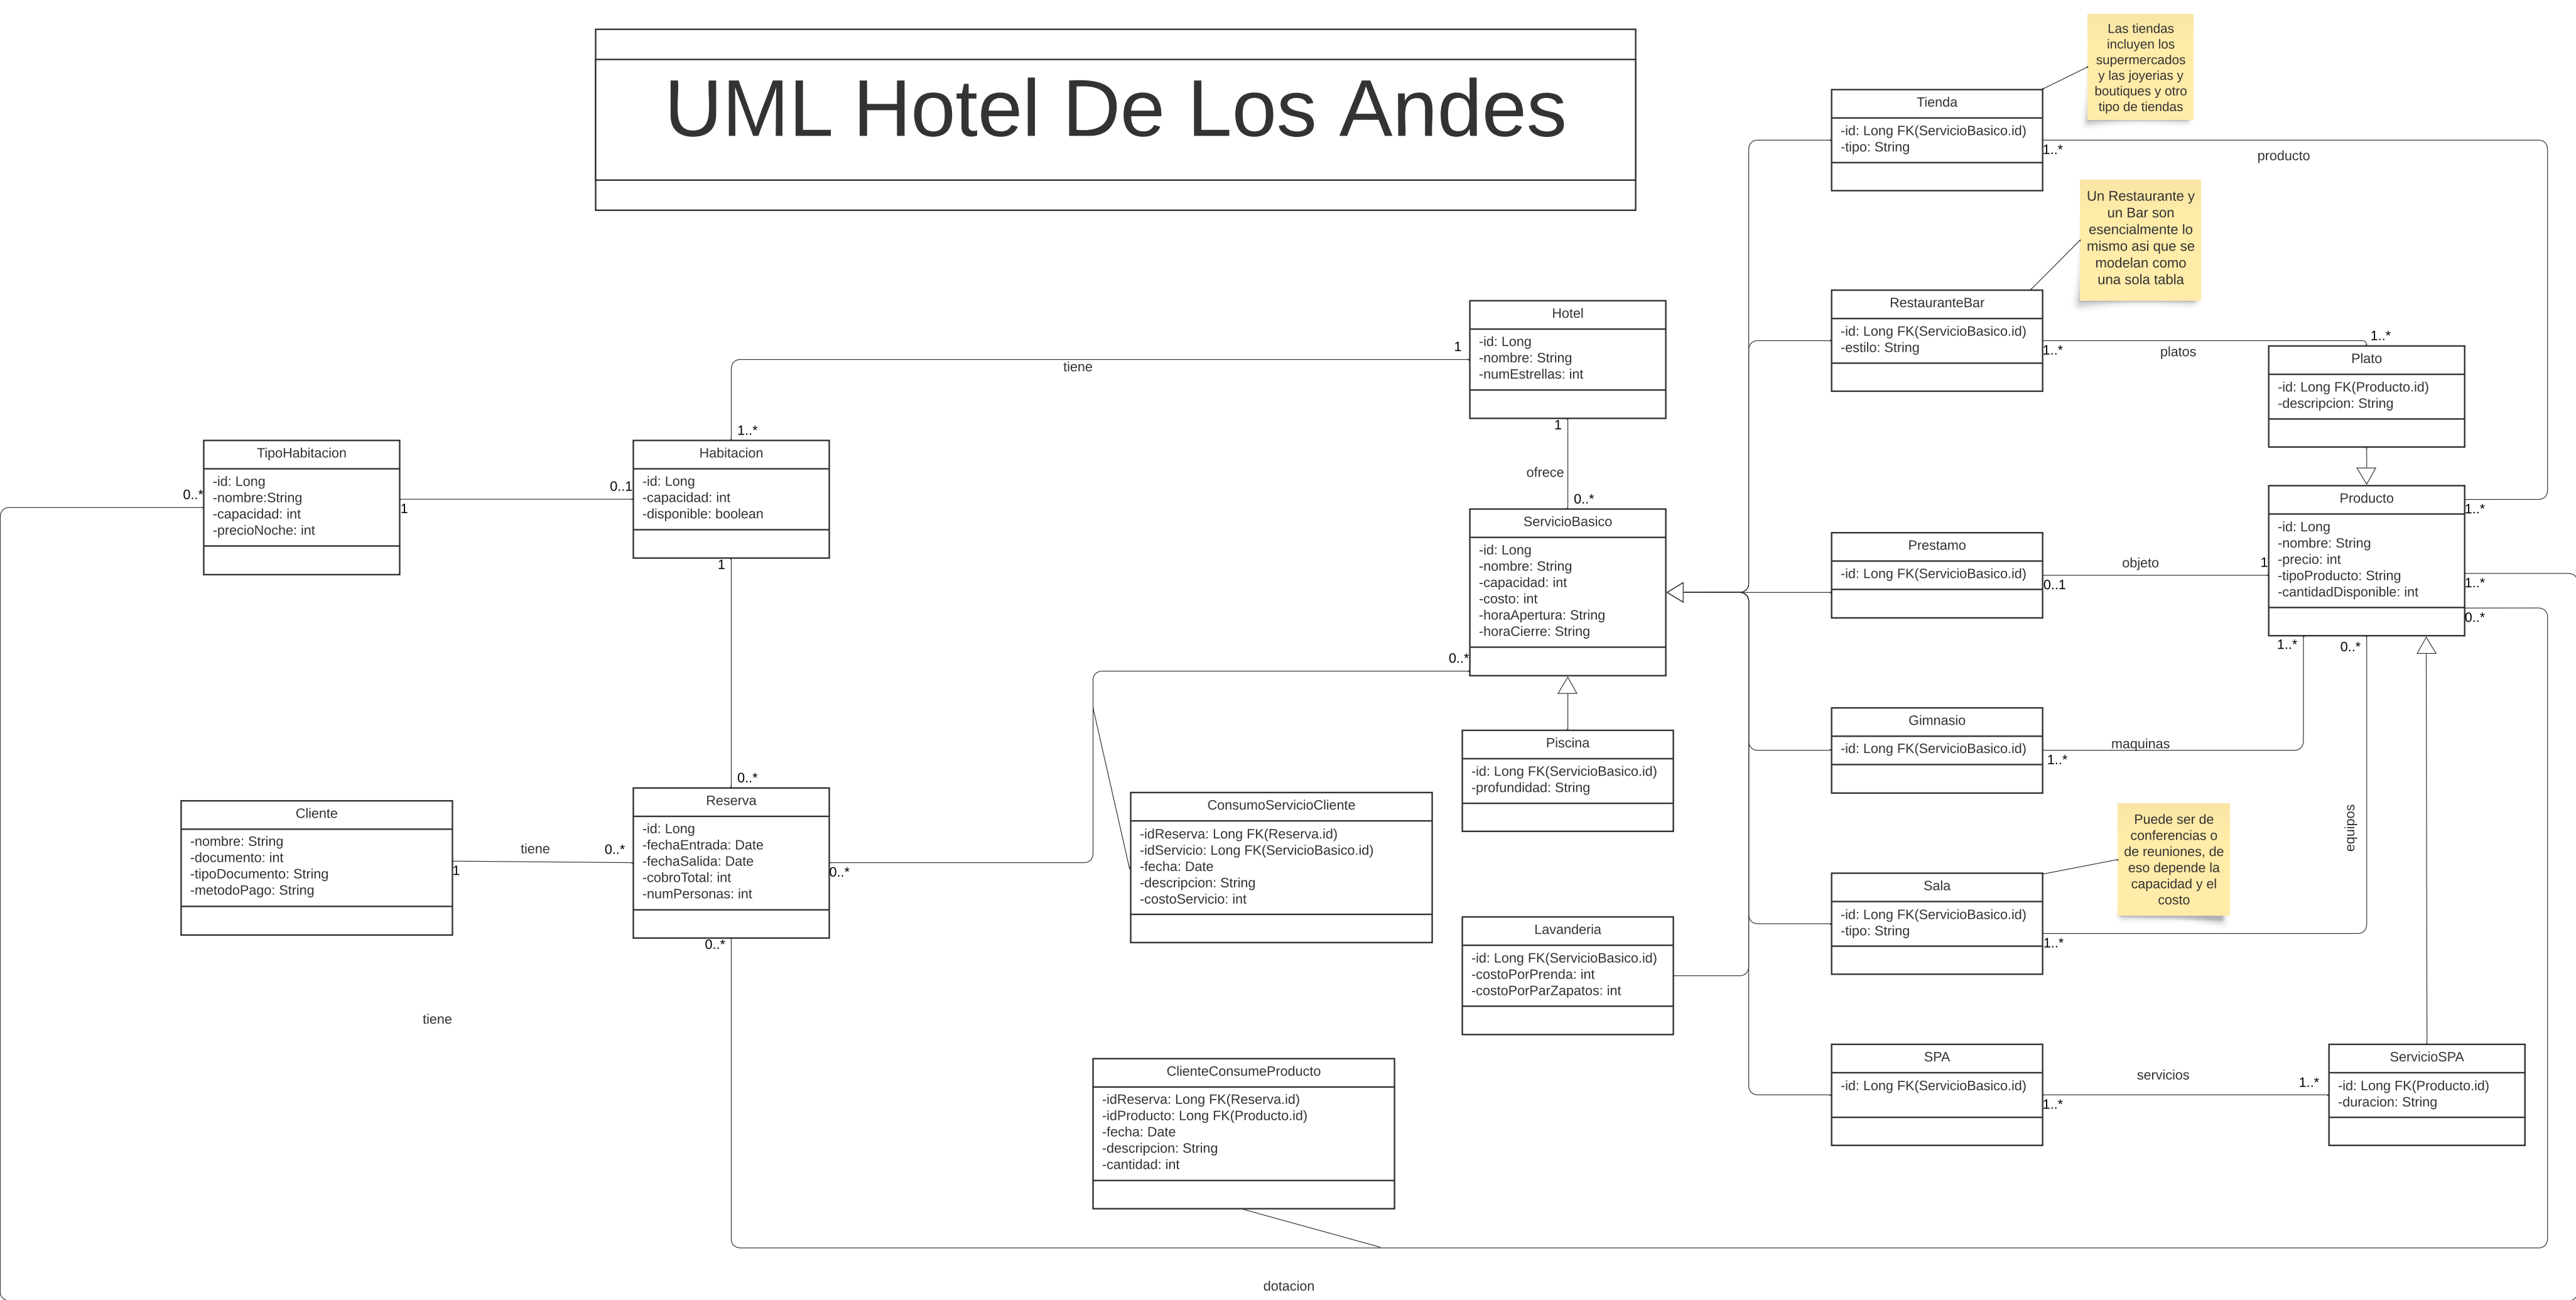 UML Hotel De Los Andes
Las tiendas
incluyen los
supermercados
y las joyerias y
boutiques y otro
tipo de tiendas
Tienda
-id: Long FK(ServicioBasico.id)
-tipo: String
1..*
producto
Un Restaurante y
un Bar son
esencialmente lo
mismo asi que se
modelan como
una sola tabla
RestauranteBar
-id: Long FK(ServicioBasico.id)
-estilo: String
1..*
platos
1..*
Plato
-id: Long FK(Producto.id)
-descripcion: String
Hotel
-id: Long
-nombre: String
-numEstrellas: int
1
tiene
1..*
1
ofrece
0..*
TipoHabitacion
-id: Long
-nombre:String
-capacidad: int
-precioNoche: int
0..*
1
0..1
Habitacion
-id: Long
-capacidad: int
-disponible: boolean
1
0..*
ServicioBasico
-id: Long
-nombre: String
-capacidad: int
-costo: int
-horaApertura: String
-horaCierre: String
0..*
Prestamo
-id: Long FK(ServicioBasico.id)
0..1
objeto
1
Producto
-id: Long
-nombre: String
-precio: int
-tipoProducto: String
-cantidadDisponible: int
1..*
1..*
0..*
1..*
0..*
Gimnasio
-id: Long FK(ServicioBasico.id)
maquinas
1..*
Piscina
-id: Long FK(ServicioBasico.id)
-profundidad: String
Cliente
-nombre: String
-documento: int
-tipoDocumento: String
-metodoPago: String
1
tiene
0..*
Reserva
-id: Long
-fechaEntrada: Date
-fechaSalida: Date
-cobroTotal: int
-numPersonas: int
0..*
0..*
ConsumoServicioCliente
-idReserva: Long FK(Reserva.id)
-idServicio: Long FK(ServicioBasico.id)
-fecha: Date
-descripcion: String
-costoServicio: int
Puede ser de
conferencias o
de reuniones, de
eso depende la
capacidad y el
costo
equipos
Sala
-id: Long FK(ServicioBasico.id)
-tipo: String
1..*
Lavanderia
-id: Long FK(ServicioBasico.id)
-costoPorPrenda: int
-costoPorParZapatos: int
tiene
ClienteConsumeProducto
-idReserva: Long FK(Reserva.id)
-idProducto: Long FK(Producto.id)
-fecha: Date
-descripcion: String
-cantidad: int
SPA
-id: Long FK(ServicioBasico.id)
1..*
servicios
1..*
ServicioSPA
-id: Long FK(Producto.id)
-duracion: String
dotacion